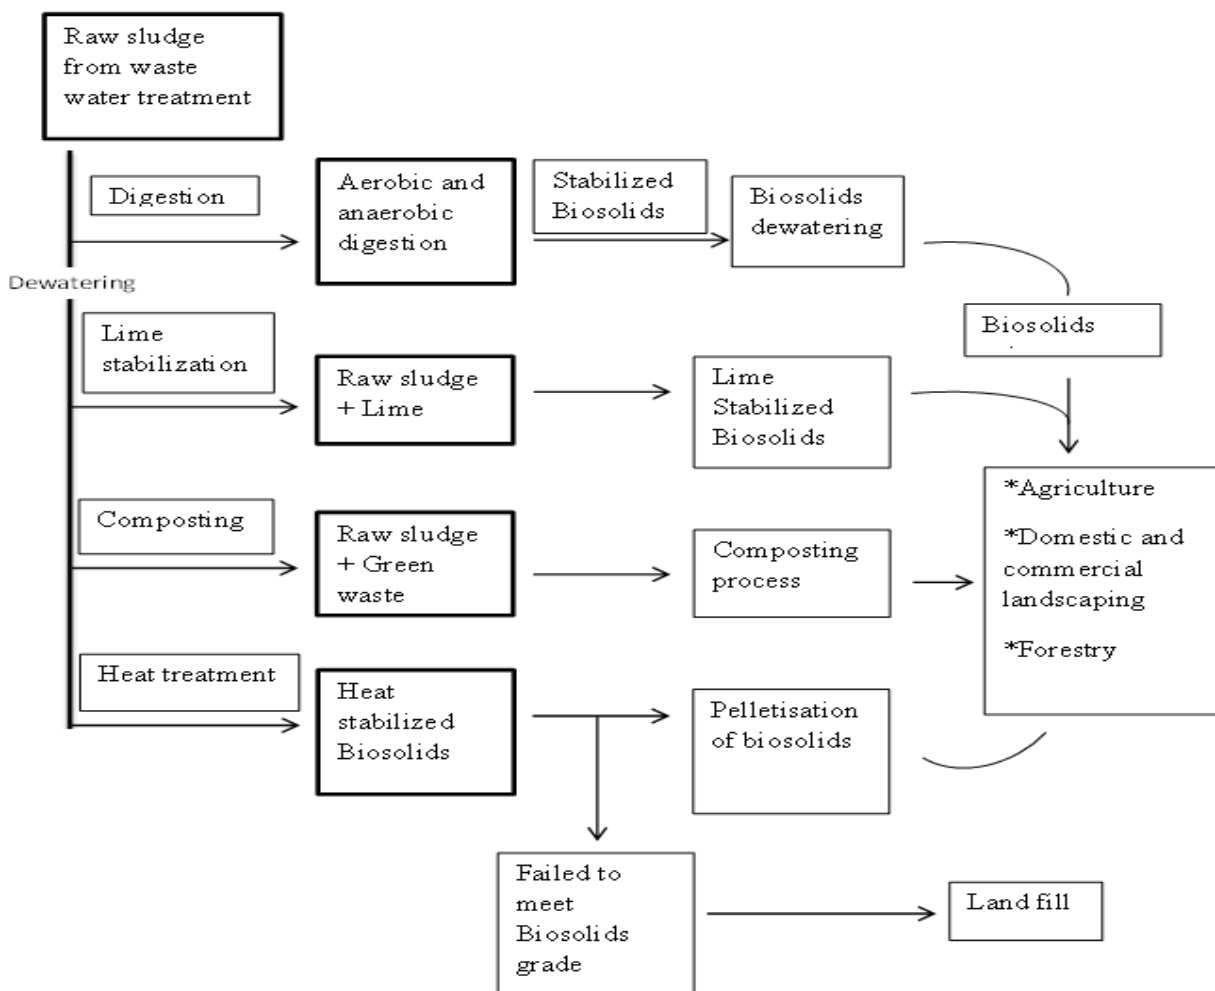 Raw sludge
from waste
water treatment
Digestion
Aerobic and
anaerobic
digestion
Stabilized
Biosolids
Biosolids
dewatering
Dewatering
Biosolids
Lime
stabilization
Raw sludge
+ Lime
Lime
Stabilized
Biosolids
*Agriculture
*Domestic and
commercial
landscaping
*Forestry
Composting
Raw sludge
+ Green
waste
Composting
process
Heat treatment
Heat
stabilized
Biosolids
Pelletisation
of biosolids
Failed to
meet
Biosolids
grade
Land fill